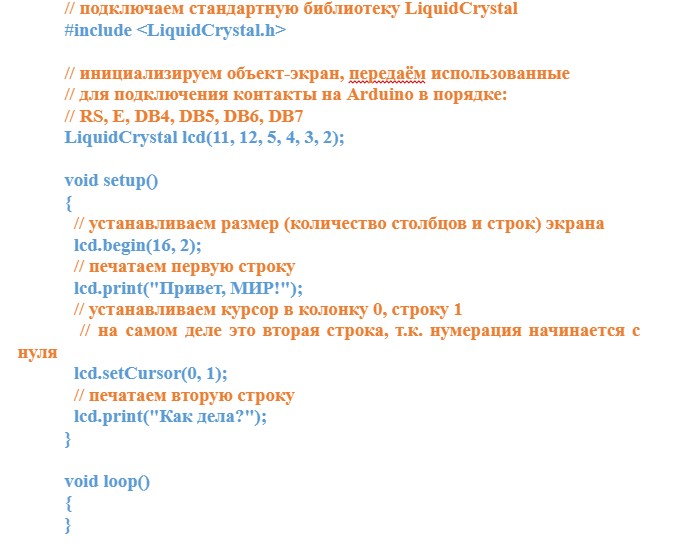 // подключаем стандартную библиотеку LiquidCrystal
#include <LiquidCrystal.h>
// инициализируем объект-экран, передаём использованные
// для подключения контакты на Arduino в порядке:
// RS, E, DB4, DB5, DB6, DB7
LiquidCrystal lcd(11, 12, 5, 4, 3, 2);
void setup()
{
// устанавливаем размер (количество столбцов и строк) экрана
lcd.begin(16, 2);
// печатаем первую строку
lcd.print("Привет, МИР!");
// устанавливаем курсор в колонку 0, строку 1
// на самом деле это вторая строка, т.к. нумерация начинается с
нуля
lcd.setCursor(0, 1);
// печатаем вторую строку
lcd.print("Как дела?");
}
void loop()
{
}